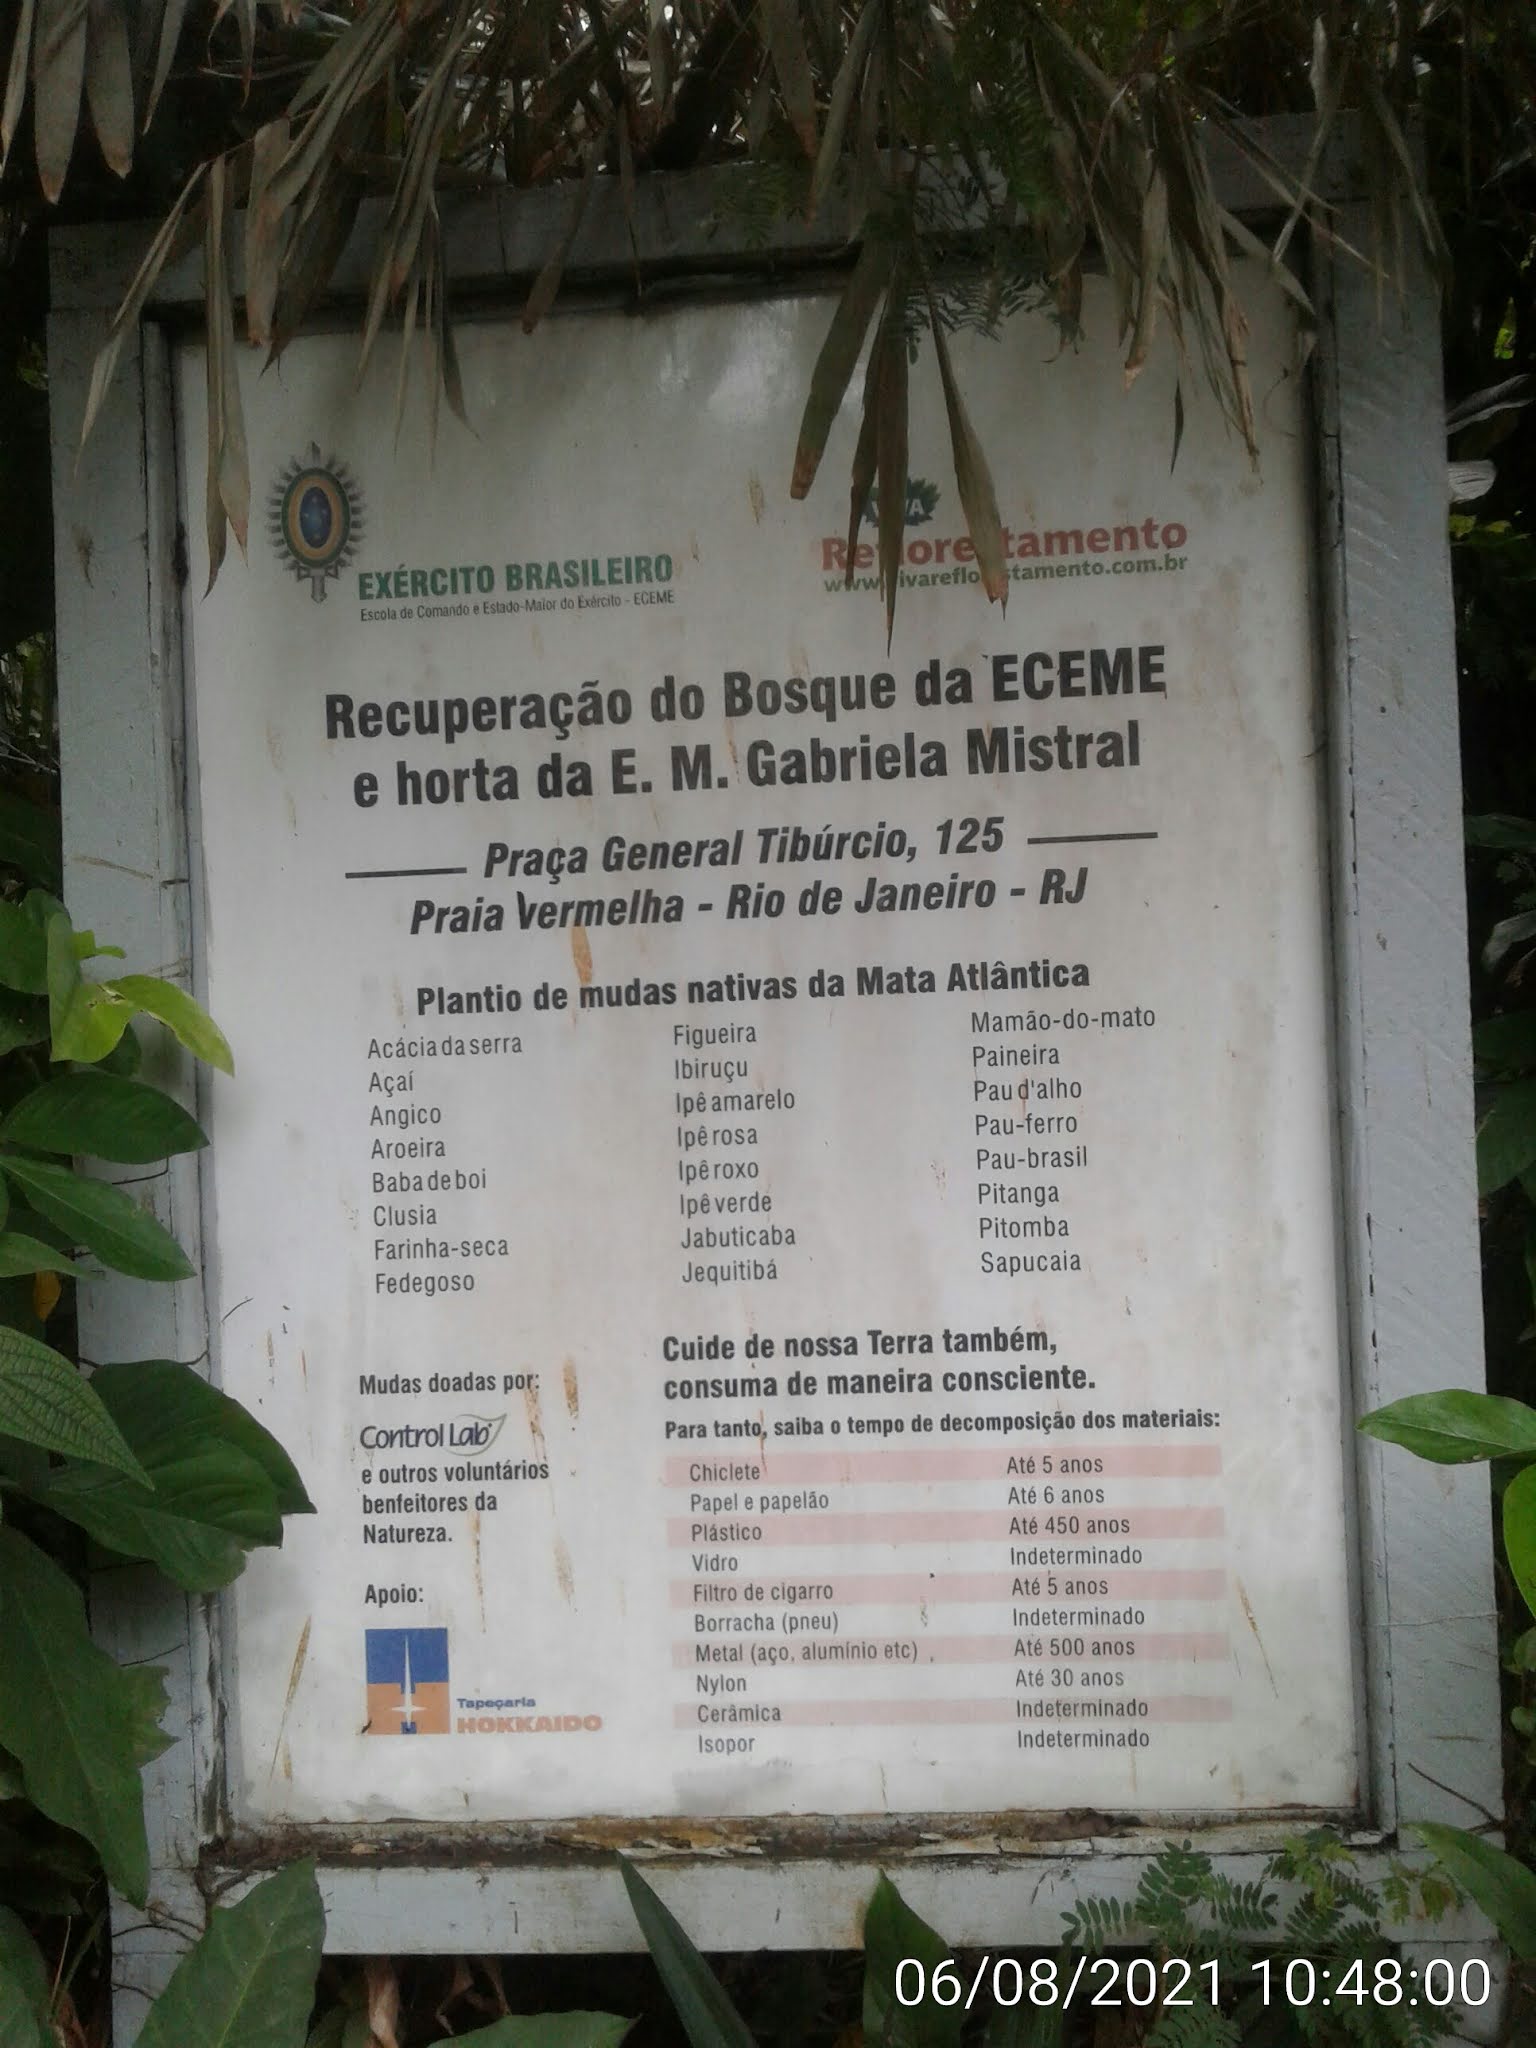 EXÉRCITO BRASILEIRO
Escola de Comando e Estado-Maior do Exército - ECEME
VIVA
Reflorestamento
www.vivareflorestamento.com.br
Recuperação do Bosque da ECEME
e horta da E. M. Gabriela Mistral
Praça General Tibúrcio, 125
Praia Vermelha - Rio de Janeiro - RJ
Plantio de mudas nativas da Mata Atlântica
Acácia da serra
Açaí
Angico
Aroeira
Baba de boi
Clusia
Farinha-seca
Fedegoso
Figueira
Ibiruçu
Ipê amarelo
Ipê rosa
Ipê roxo
Ipê verde
Jabuticaba
Jequitibá
Mamão-do-mato
Paineira
Pau d'alho
Pau-ferro
Pau-brasil
Pitanga
Pitomba
Sapucaia
Mudas doadas por:
Control Lab
e outros voluntários
benfeitores da
Natureza.
Apoio:
Tapeçaria
HOKKAIDO
Cuide de nossa Terra também,
consuma de maneira consciente.
Para tanto, saiba o tempo de decomposição dos materiais:
Chiclete Até 5 anos
Papel e papelão Até 6 anos
Plástico Até 450 anos
Vidro Indeterminado
Filtro de cigarro Até 5 anos
Borracha (pneu) Indeterminado
Metal (aço, alumínio etc) Até 500 anos
Nylon Até 30 anos
Cerâmica Indeterminado
Isopor Indeterminado
06/08/2021 10:48:00